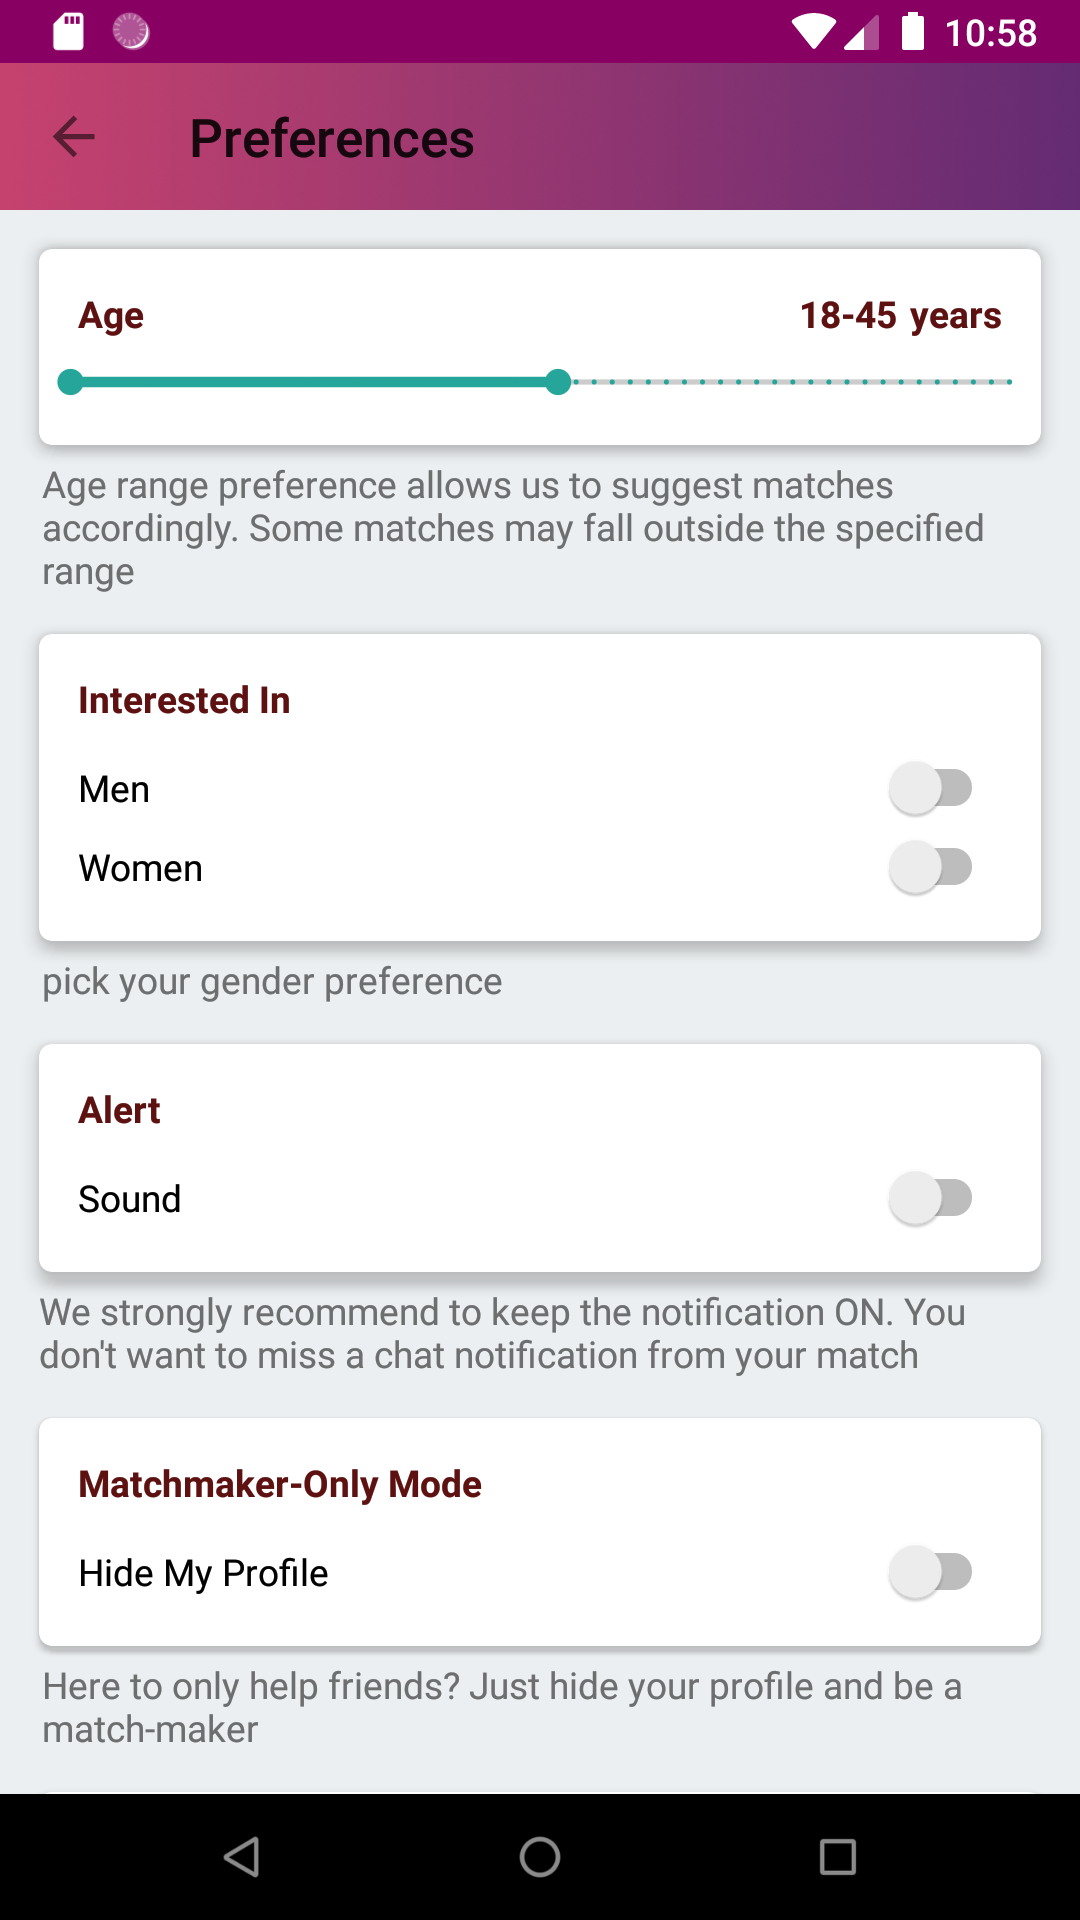 10:58
Preferences
Age 18-45 years
Age range preference allows us to suggest matches
accordingly. Some matches may fall outside the specified
range
Interested In
Men
Women
pick your gender preference
Alert
Sound
We strongly recommend to keep the notification ON. You
don't want to miss a chat notification from your match
Matchmaker-Only Mode
Hide My Profile
Here to only help friends? Just hide your profile and be a
match-maker